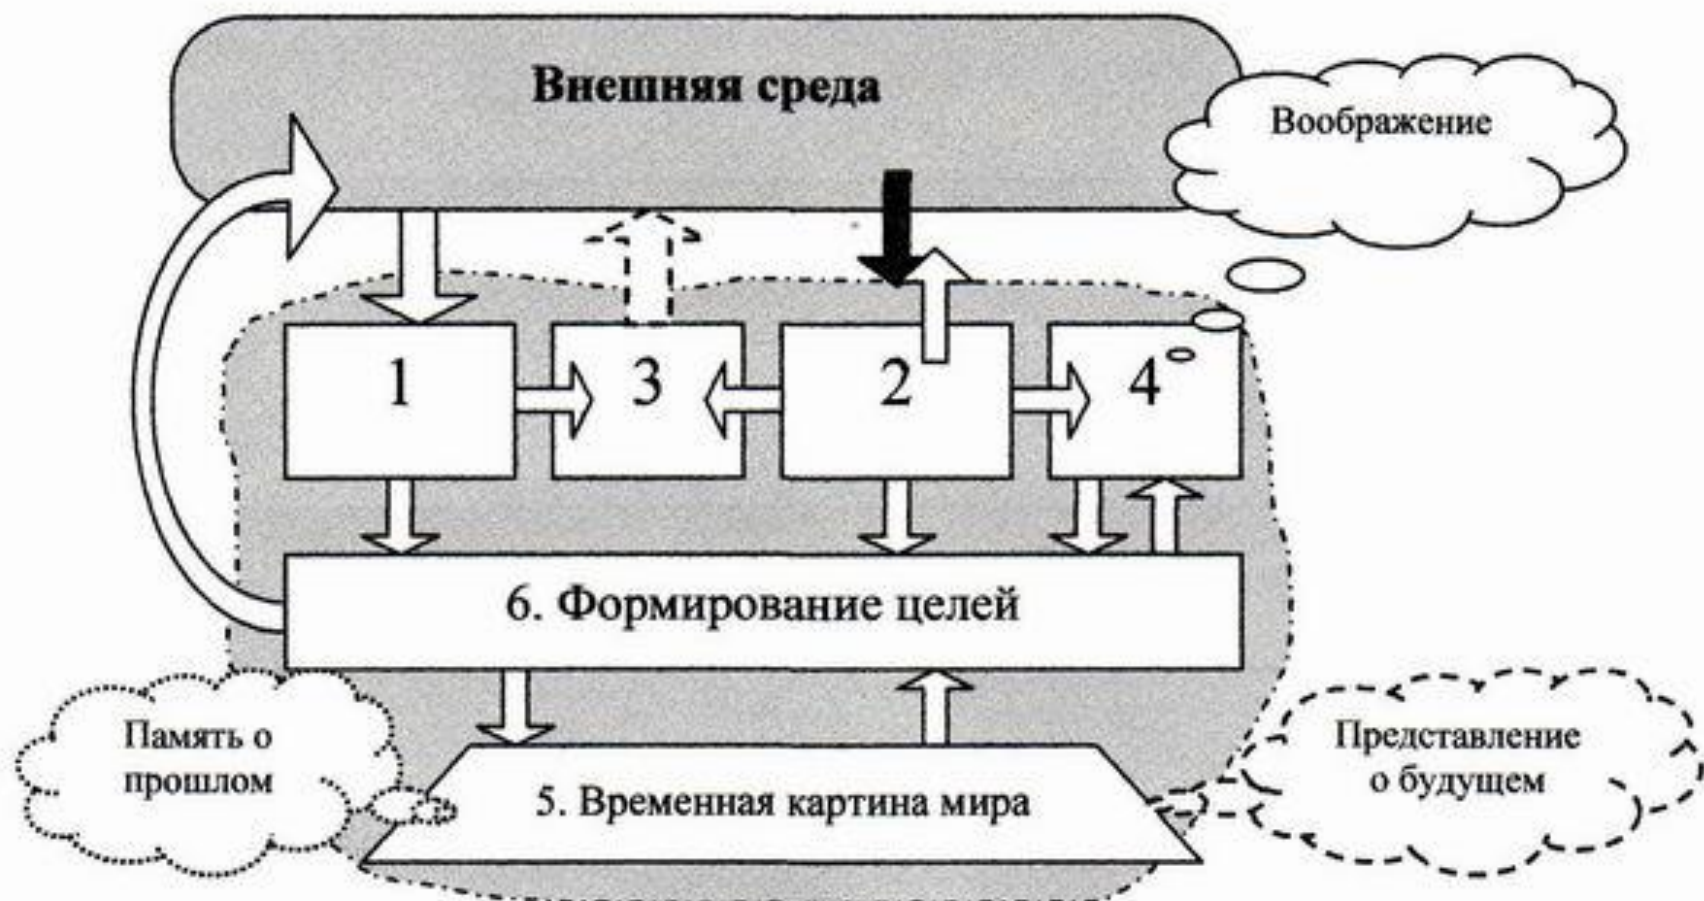 Внешняя среда
Воображение
1
3
2
4
6. Формирование целей
Память о
прошлом
5. Временная картина мира
Представление
о будущем